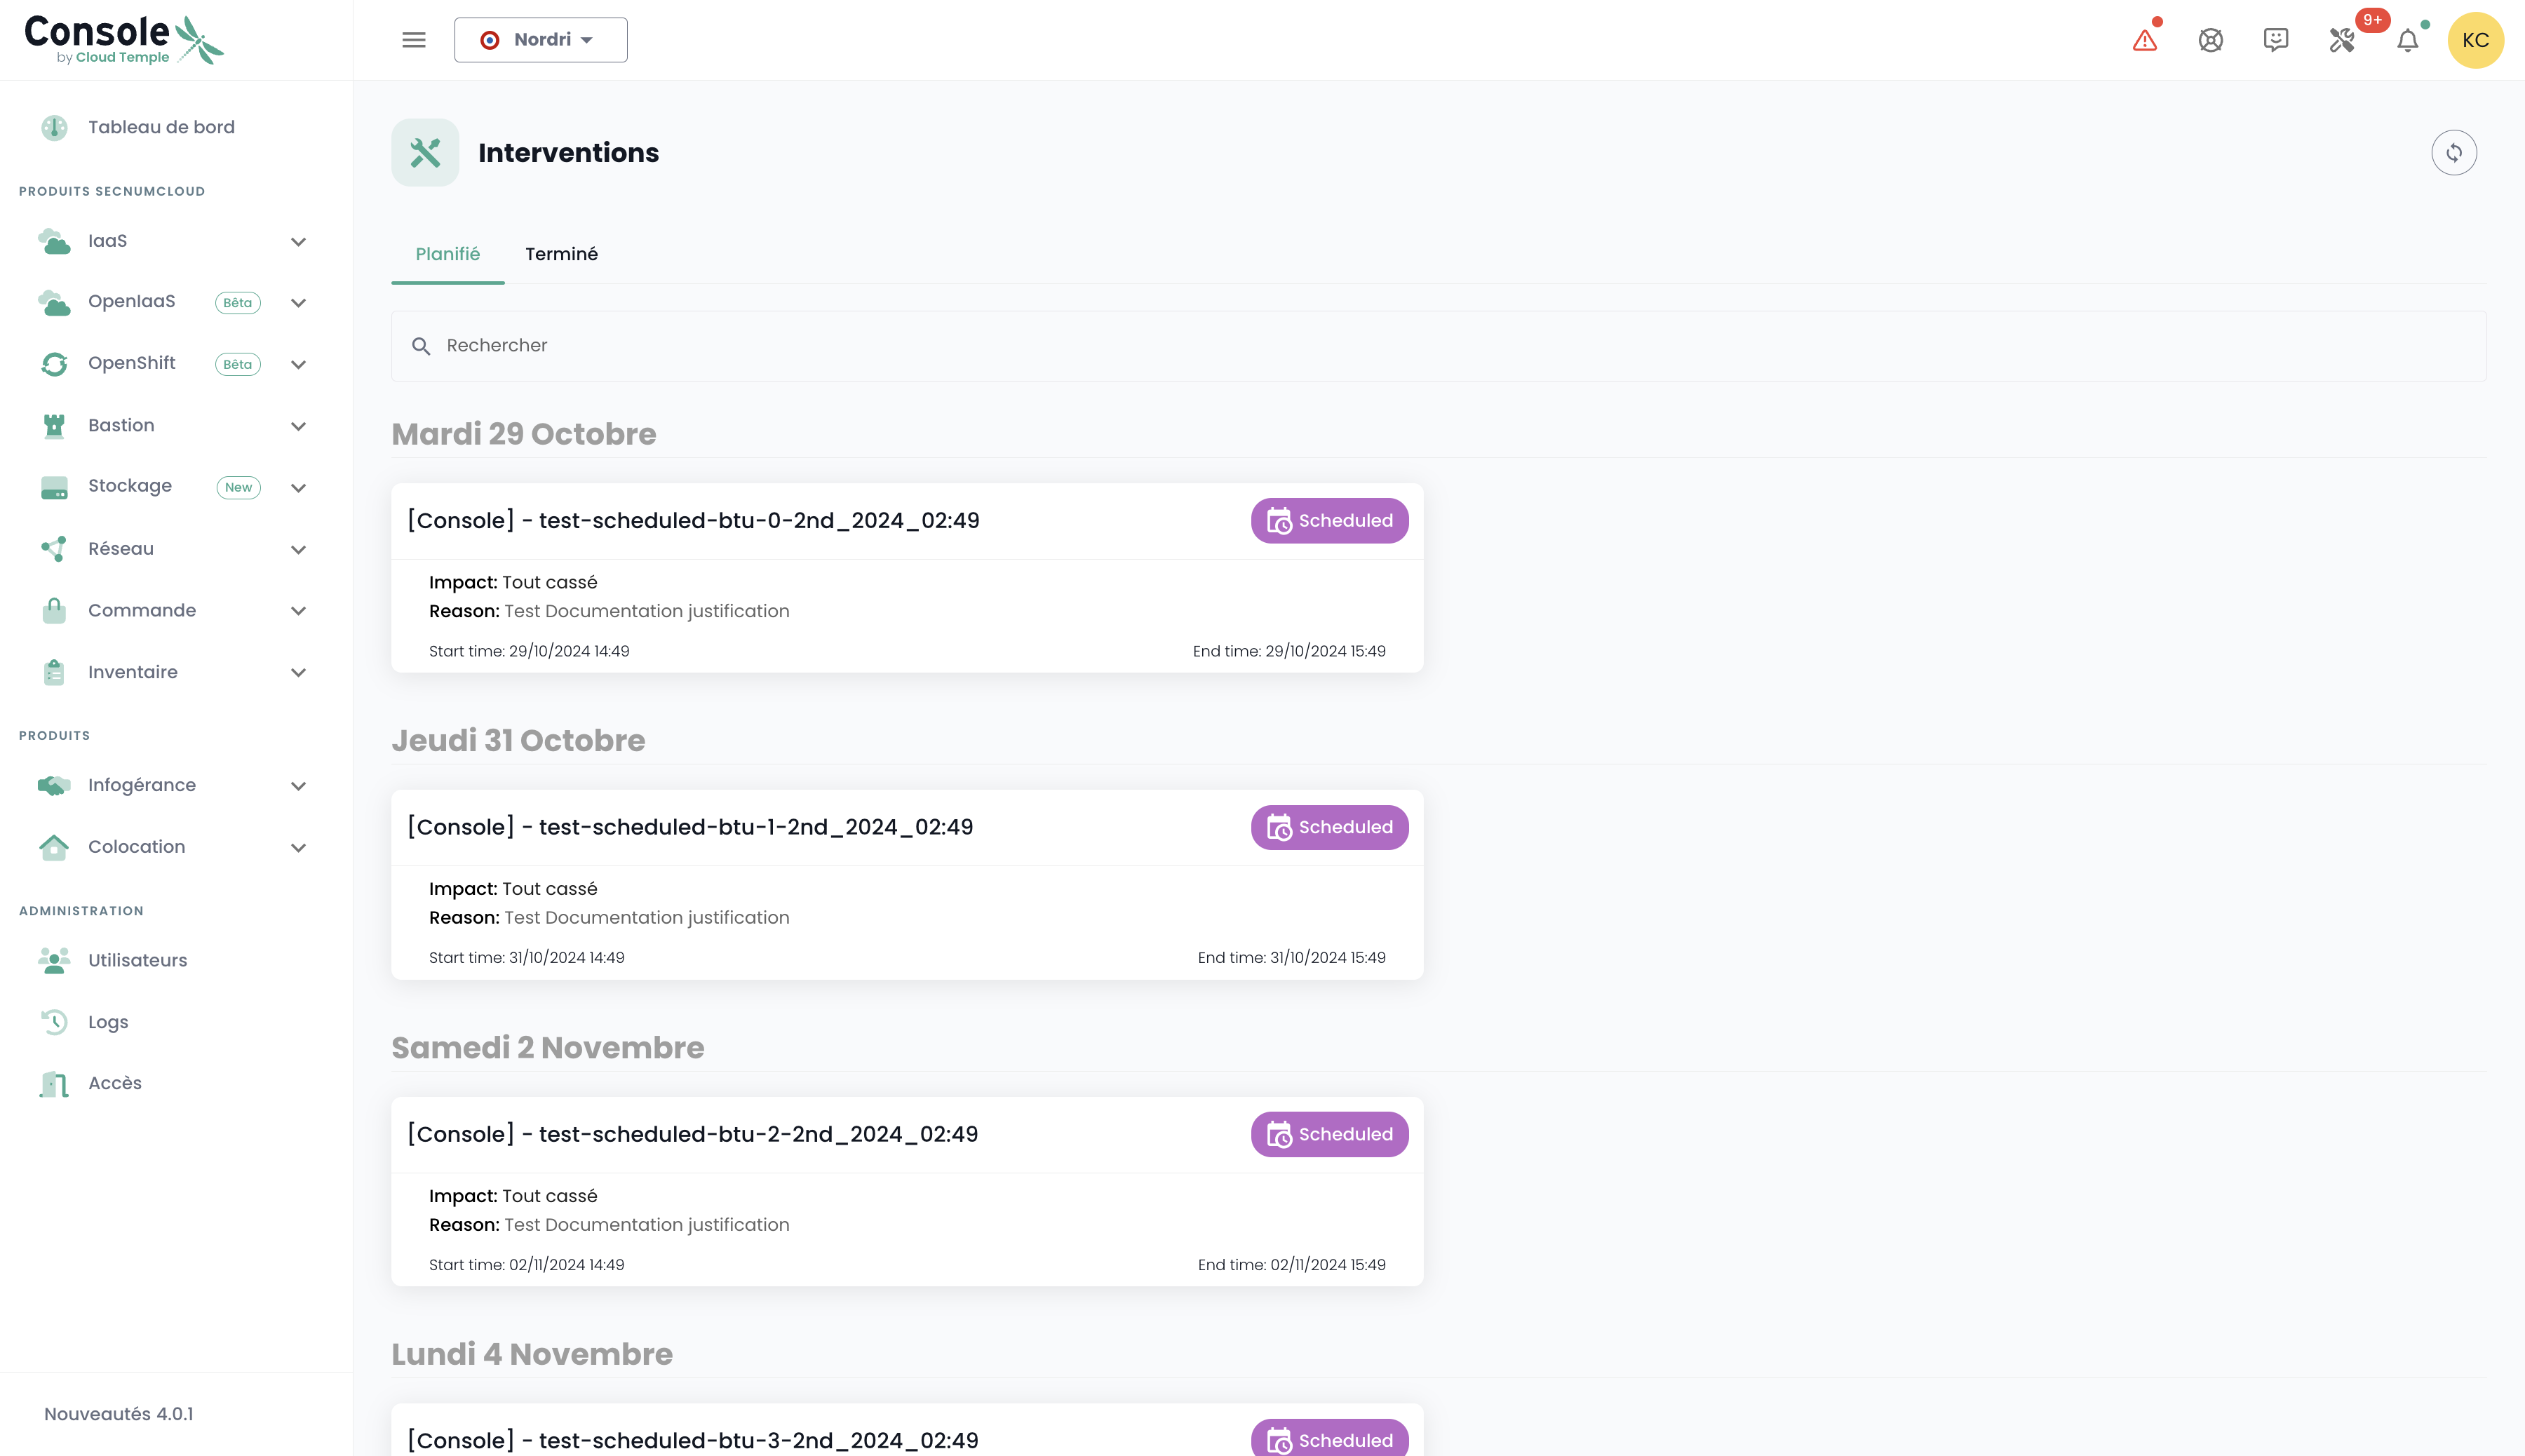 Console
by Cloud Temple
Nordri
9+
KC
Tableau de bord
PRODUITS SECNUMCLOUD
IaaS
OpenIaaS Bêta
OpenShift Bêta
Bastion
Stockage New
Réseau
Commande
Inventaire
PRODUITS
Infogérance
Colocation
ADMINISTRATION
Utilisateurs
Logs
Accès
Nouveautés 4.0.1
Interventions
Planifié Terminé
Rechercher
Mardi 29 Octobre
[Console] - test-scheduled-btu-0-2nd_2024_02:49 Scheduled
Impact: Tout cassé
Reason: Test Documentation justification
Start time: 29/10/2024 14:49 End time: 29/10/2024 15:49
Jeudi 31 Octobre
[Console] - test-scheduled-btu-1-2nd_2024_02:49 Scheduled
Impact: Tout cassé
Reason: Test Documentation justification
Start time: 31/10/2024 14:49 End time: 31/10/2024 15:49
Samedi 2 Novembre
[Console] - test-scheduled-btu-2-2nd_2024_02:49 Scheduled
Impact: Tout cassé
Reason: Test Documentation justification
Start time: 02/11/2024 14:49 End time: 02/11/2024 15:49
Lundi 4 Novembre
[Console] - test-scheduled-btu-3-2nd_2024_02:49 Scheduled